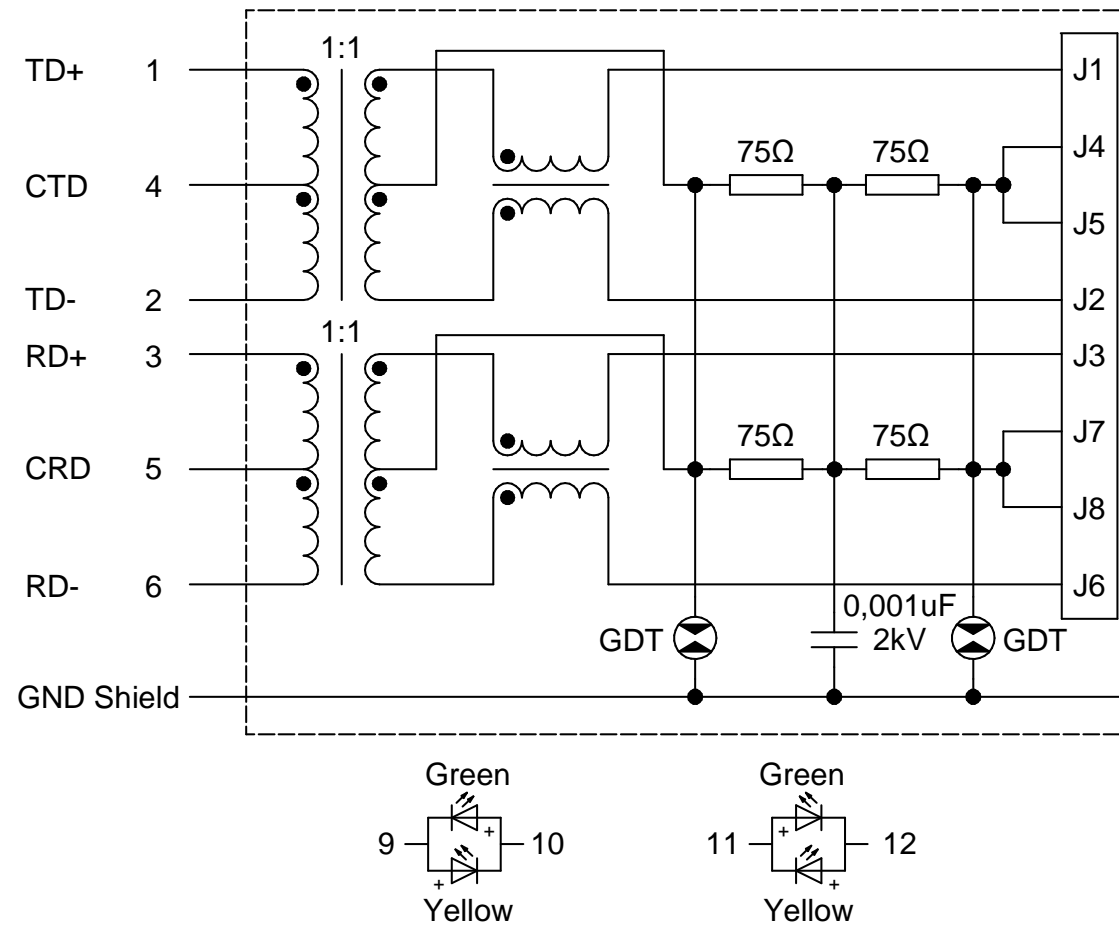 1:1
TD+ 1 J1
75Ω 75Ω J4
CTD 4
J5
TD- 2 J2
1:1
RD+ 3 J3
75Ω 75Ω J7
CRD 5
J8
RD- 6 J6
0,001uF
GDT 2kV GDT
GND Shield
Green Green
+ +
9 10 11 12
+ +
Yellow Yellow